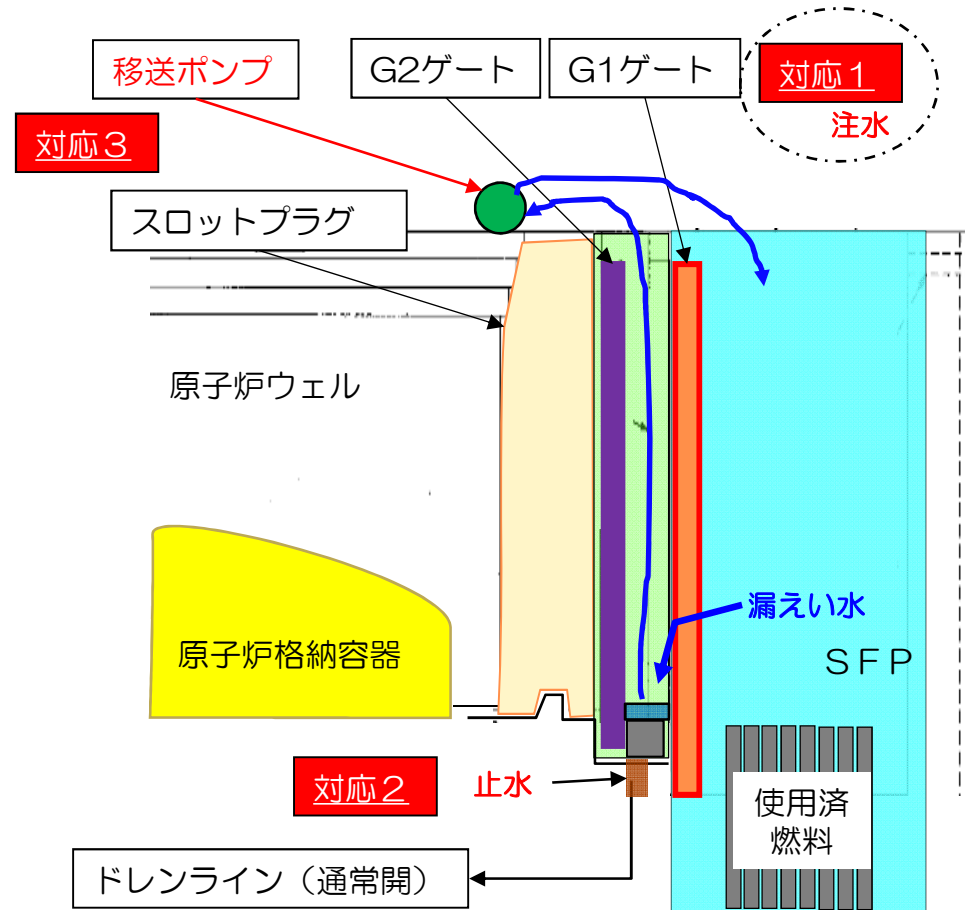 移送ポンプ
G2ゲート
G1ゲート
対応１
注水
対応３
スロットプラグ
原子炉ウェル
漏えい水
原子炉格納容器
ＳＦＰ
対応２
止水
使用済
燃料
ドレンライン（通常開）